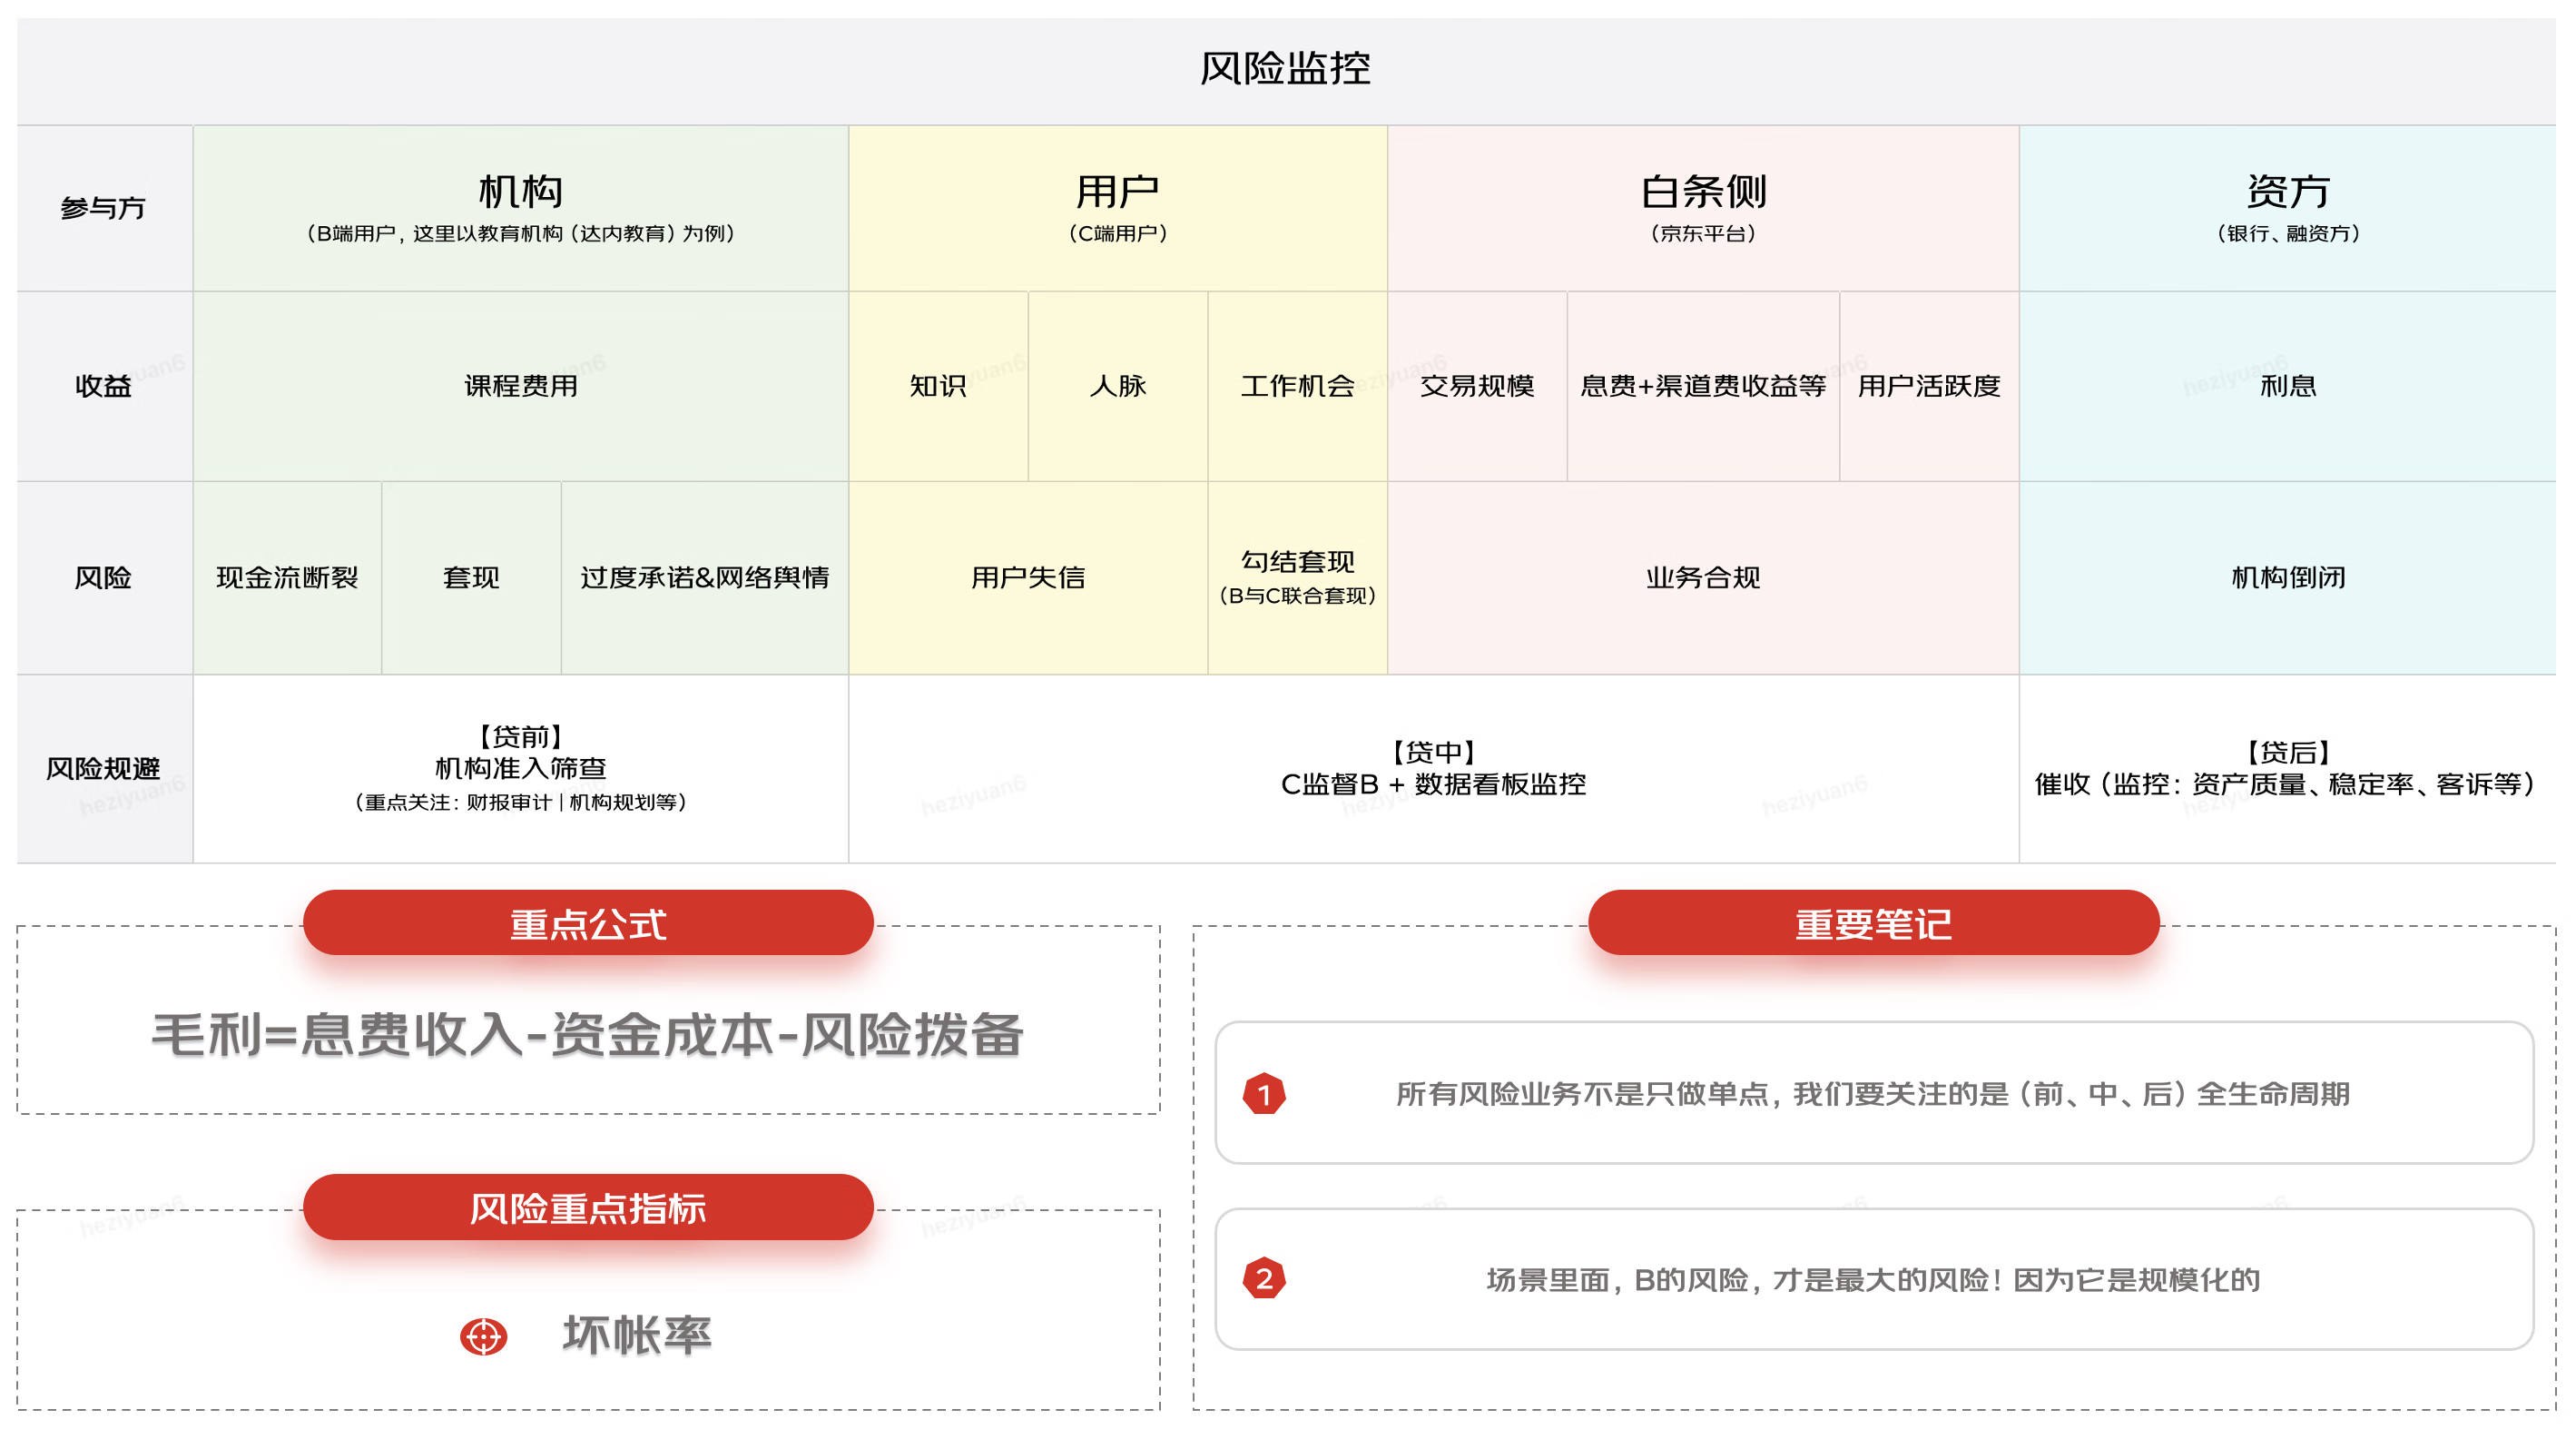 风险监控
参与方
机构
（B端用户，这里以教育机构（达内教育）为例）
用户
（C端用户）
白条侧
（京东平台）
资方
（银行、融资方）
收益
课程费用
知识
人脉
工作机会
交易规模
息费+渠道费收益等
用户活跃度
利息
风险
现金流断裂
套现
过度承诺&网络舆情
用户失信
勾结套现
（B与C联合套现）
业务合规
机构倒闭
风险规避
【贷前】
机构准入筛查
（重点关注：财报审计 | 机构规划等）
【贷中】
C监督B + 数据看板监控
【贷后】
催收（监控：资产质量、稳定率、客诉等）
重点公式
毛利=息费收入-资金成本-风险拨备
风险重点指标
坏帐率
重要笔记
1
所有风险业务不是只做单点，我们要关注的是（前、中、后）全生命周期
2
场景里面，B的风险，才是最大的风险！因为它是规模化的
heziyuan6